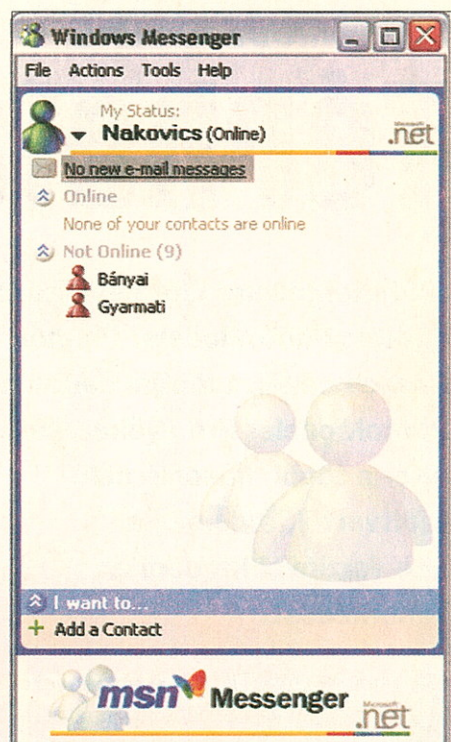 Windows Messenger
File Actions Tools Help
My Status:
Nakovics (Online)
Microsoft
.net
No new e-mail messages
Online
None of your contacts are online
Not Online (9)
Bányai
Gyarmati
I want to...
Add a Contact
msn Messenger
Microsoft
.net